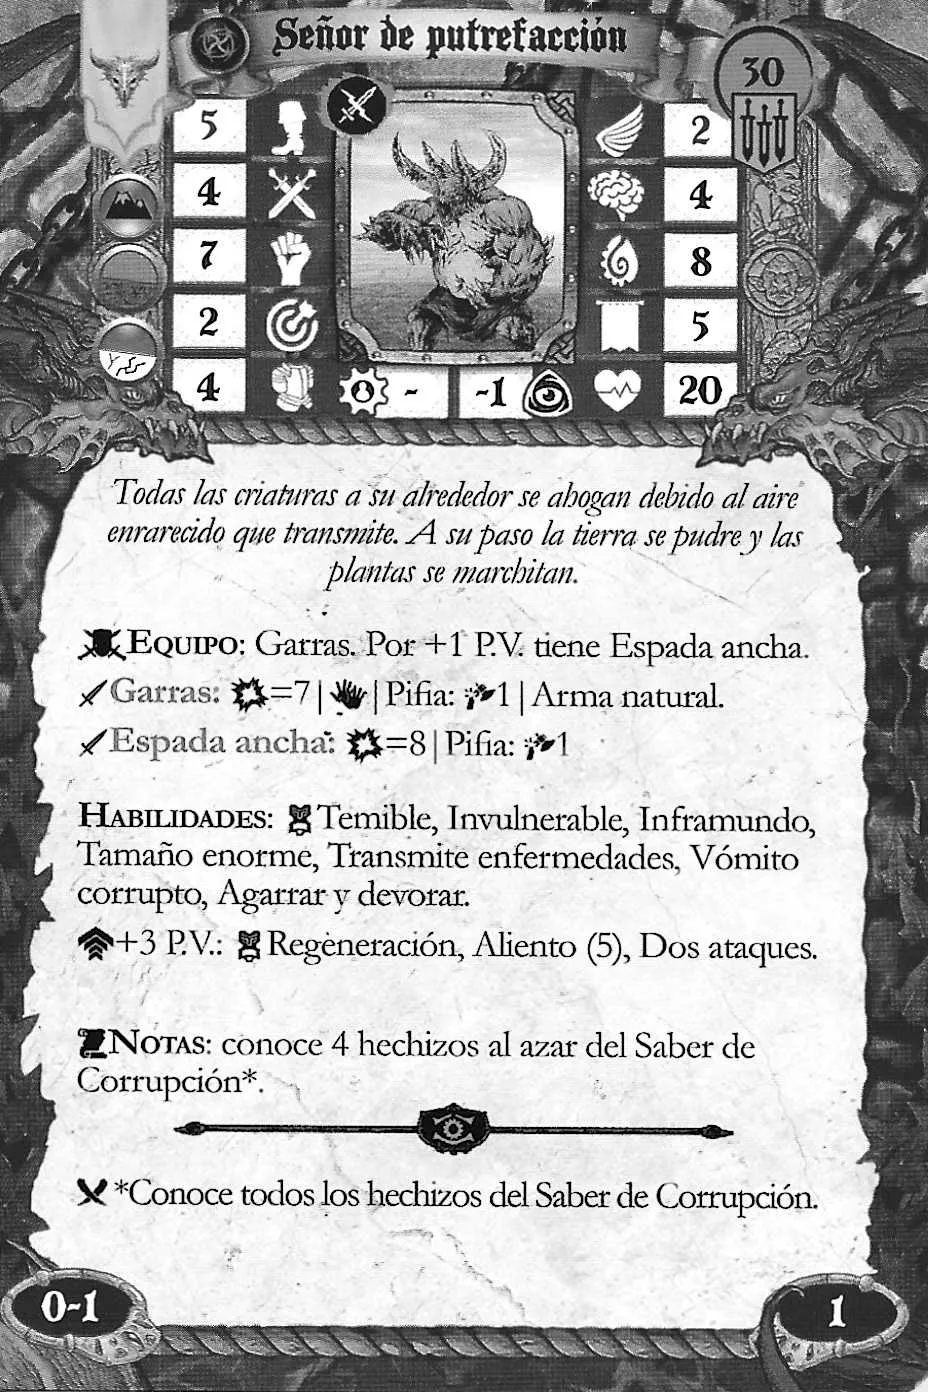 Señor de putrefacción
30
5
2
4
4
7
8
2
5
4
-
-1
20
Todas las criaturas a su alrededor se ahogan debido al aire
enrarecido que transmite. A su paso la tierra se pudre y las
plantas se marchitan.
EQUIPO: Garras. Por +1 P.V. tiene Espada ancha.
Garras: =7 | | Pifia: 1 | Arma natural.
Espada ancha: =8 | Pifia: 1
HABILIDADES: Temible, Invulnerable, Inframundo,
Tamaño enorme, Transmite enfermedades, Vómito
corrupto, Agarrar y devorar.
+3 P.V.: Regeneración, Aliento (5), Dos ataques.
NOTAS: conoce 4 hechizos al azar del Saber de
Corrupción*.
*Conoce todos los hechizos del Saber de Corrupción.
0-1
1